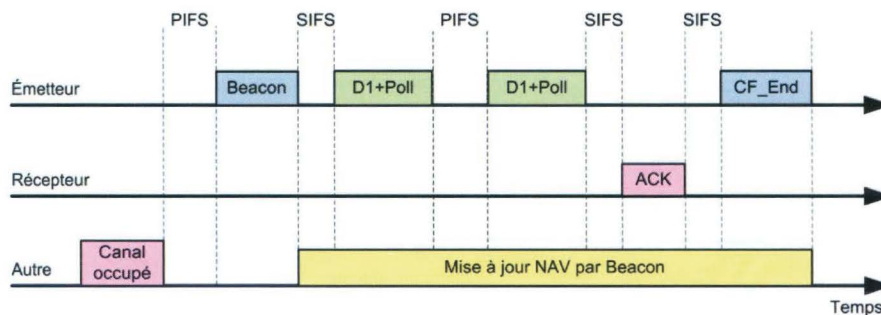 PIFS SIFS PIFS SIFS SIFS
Émetteur Beacon D1+Poll D1+Poll CF_End
Récepteur ACK
Autre Canal occupé Mise à jour NAV par Beacon
Temps